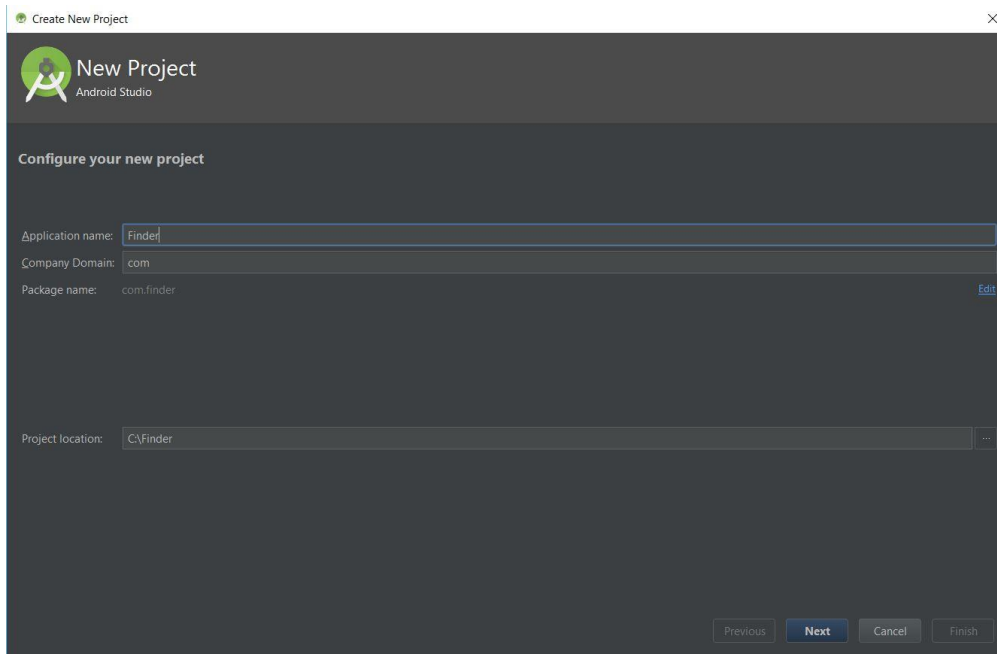 Create New Project
New Project
Android Studio
Configure your new project
Application name: Finder
Company Domain: com
Package name: com.finder Edit
Project location: C:\Finder ...
Previous Next Cancel Finish